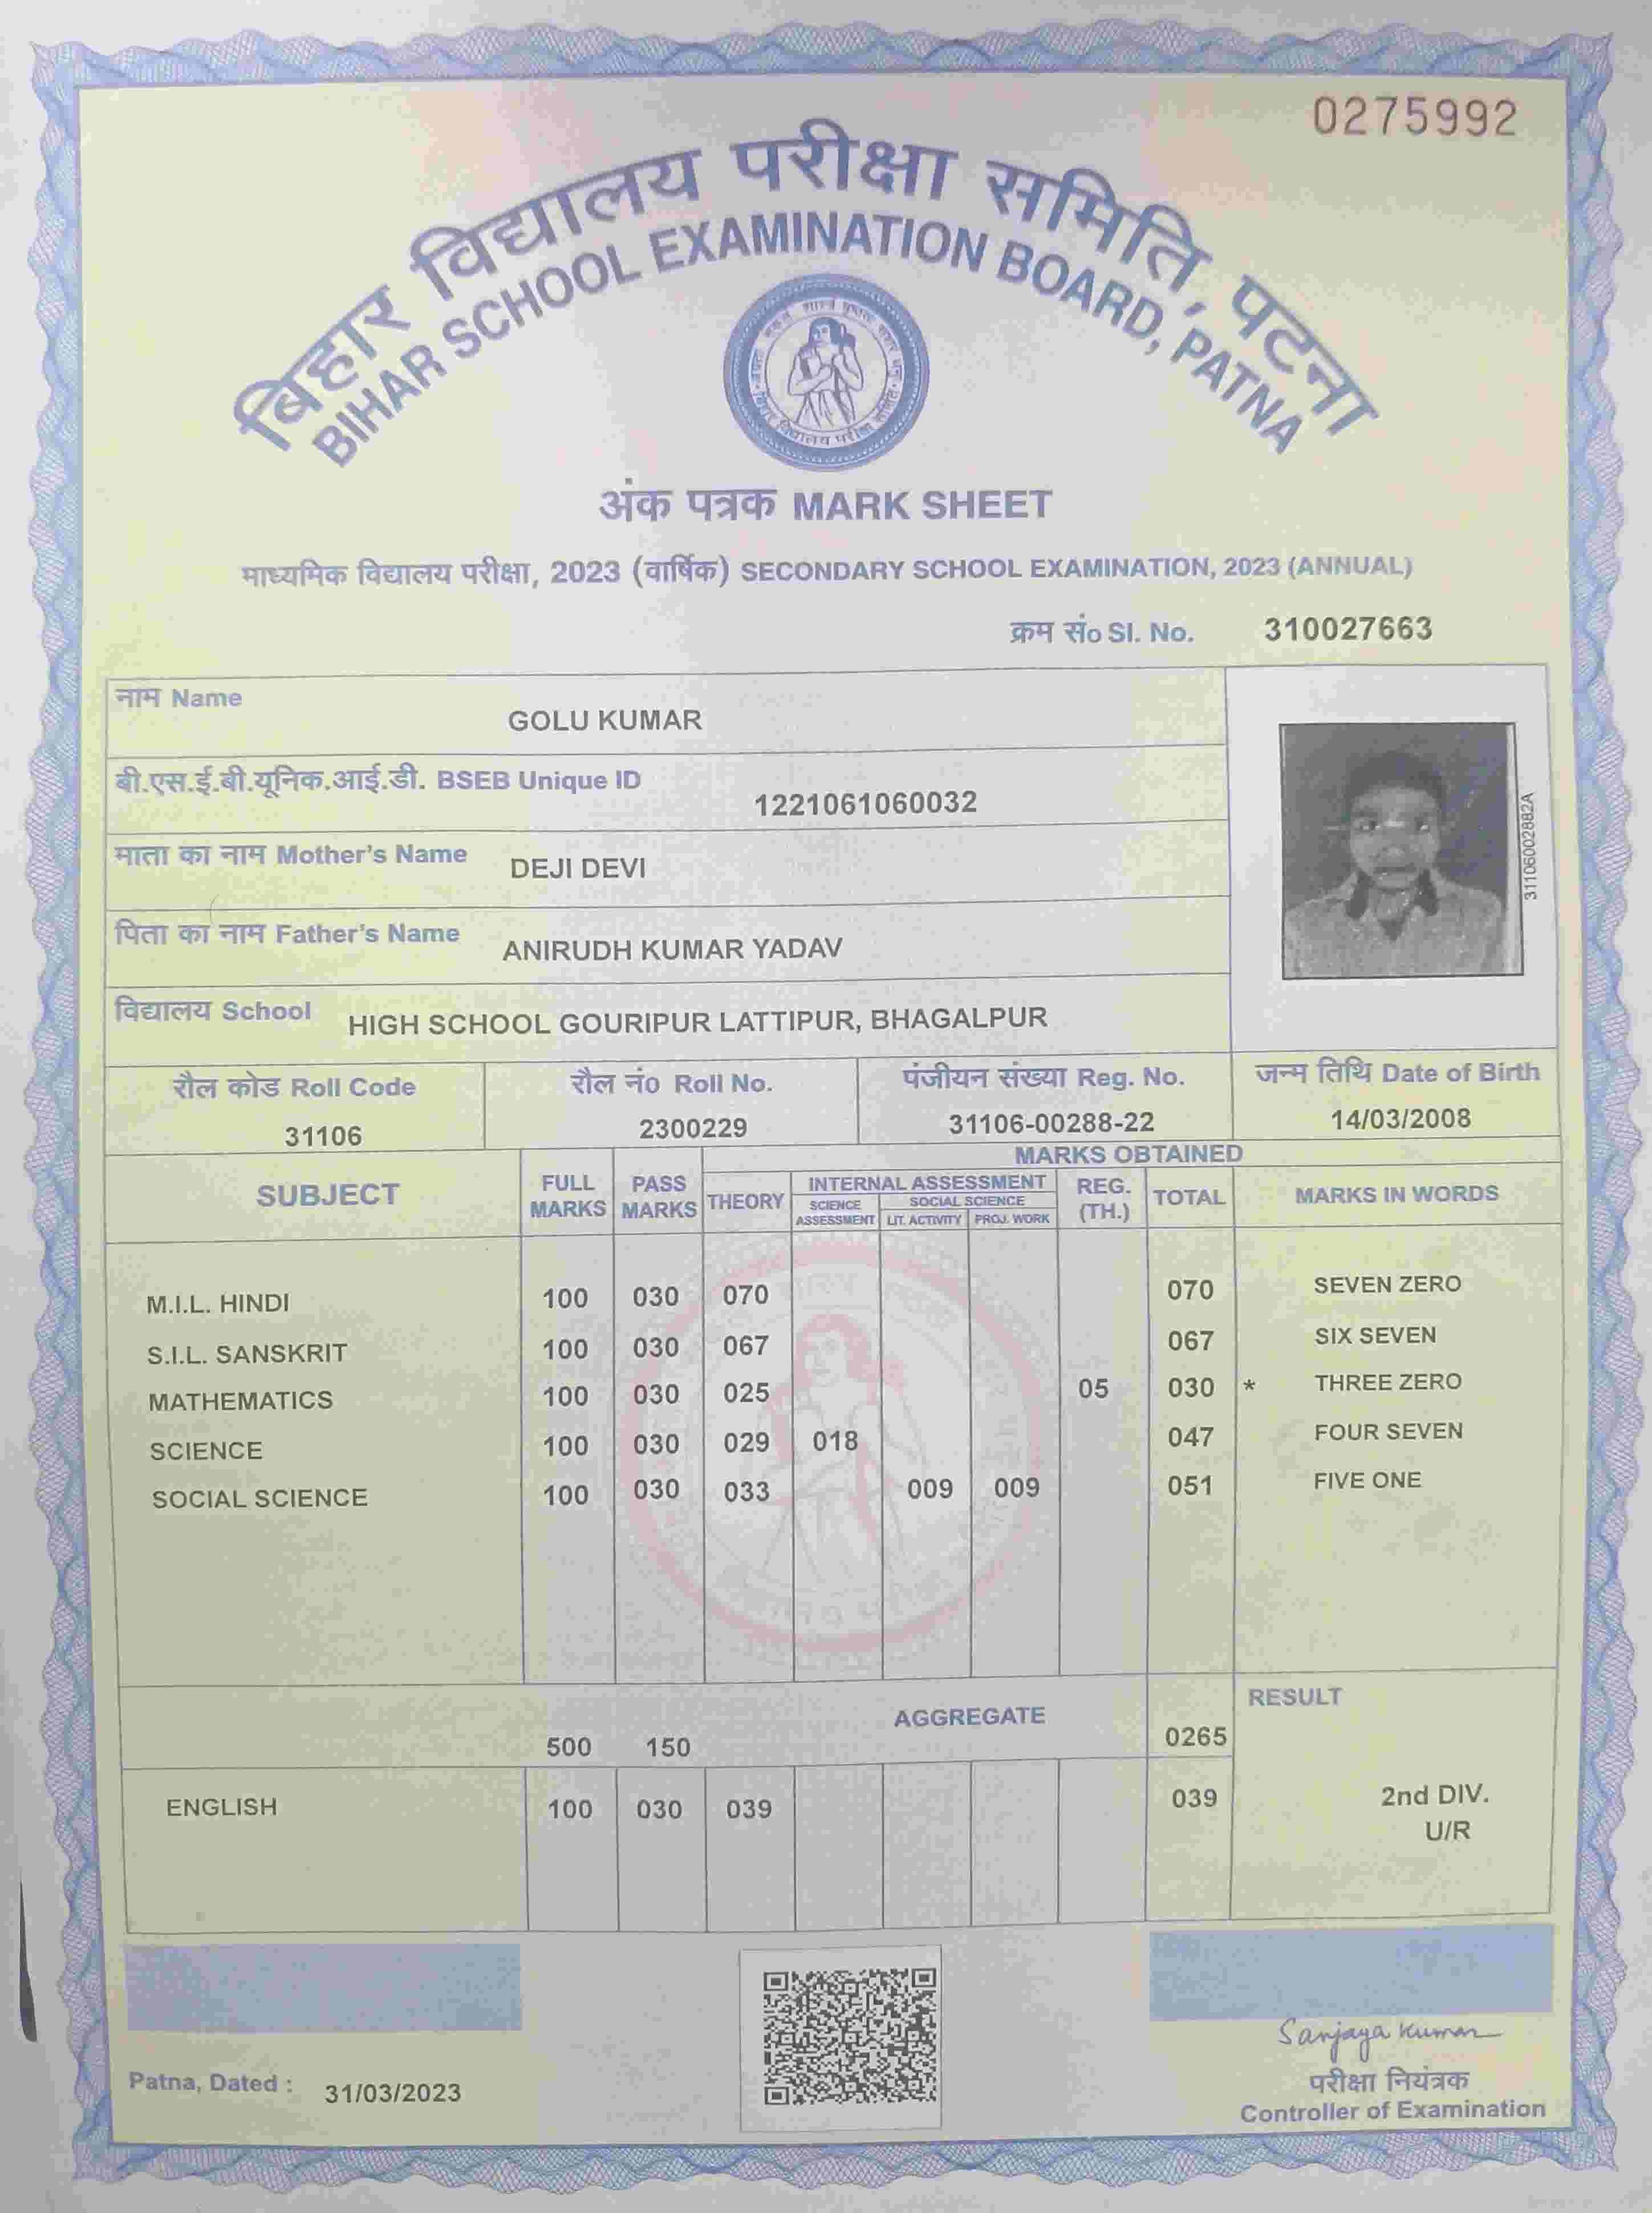 0275992
बिहार विद्यालय परीक्षा समिति, पटना
BIHAR SCHOOL EXAMINATION BOARD, PATNA
अंक पत्रक MARK SHEET
माध्यमिक विद्यालय परीक्षा, 2023 (वार्षिक) SECONDARY SCHOOL EXAMINATION, 2023 (ANNUAL)
क्रम सं० Sl. No. 310027663
नाम Name GOLU KUMAR
बी.एस.ई.बी.यूनिक.आई.डी. BSEB Unique ID 1221061060032
माता का नाम Mother's Name DEJI DEVI
पिता का नाम Father's Name ANIRUDH KUMAR YADAV
विद्यालय School HIGH SCHOOL GOURIPUR LATTIPUR, BHAGALPUR
311060028​82A
रौल कोड Roll Code रौल नं० Roll No. पंजीयन संख्या Reg. No. जन्म तिथि Date of Birth
31106 2300229 31106-00288-22 14/03/2008
MARKS OBTAINED
SUBJECT FULL MARKS PASS MARKS THEORY INTERNAL ASSESSMENT REG. (TH.) TOTAL MARKS IN WORDS
SCIENCE ASSESSMENT SOCIAL SCIENCE
LIT. ACTIVITY PROJ. WORK
M.I.L. HINDI 100 030 070 070 SEVEN ZERO
S.I.L. SANSKRIT 100 030 067 067 SIX SEVEN
MATHEMATICS 100 030 025 05 030 * THREE ZERO
SCIENCE 100 030 029 018 047 FOUR SEVEN
SOCIAL SCIENCE 100 030 033 009 009 051 FIVE ONE
AGGREGATE RESULT
500 150 0265
ENGLISH 100 030 039 039 2nd DIV.
U/R
Sanjaya Kumar
Patna, Dated : 31/03/2023
परीक्षा नियंत्रक
Controller of Examination